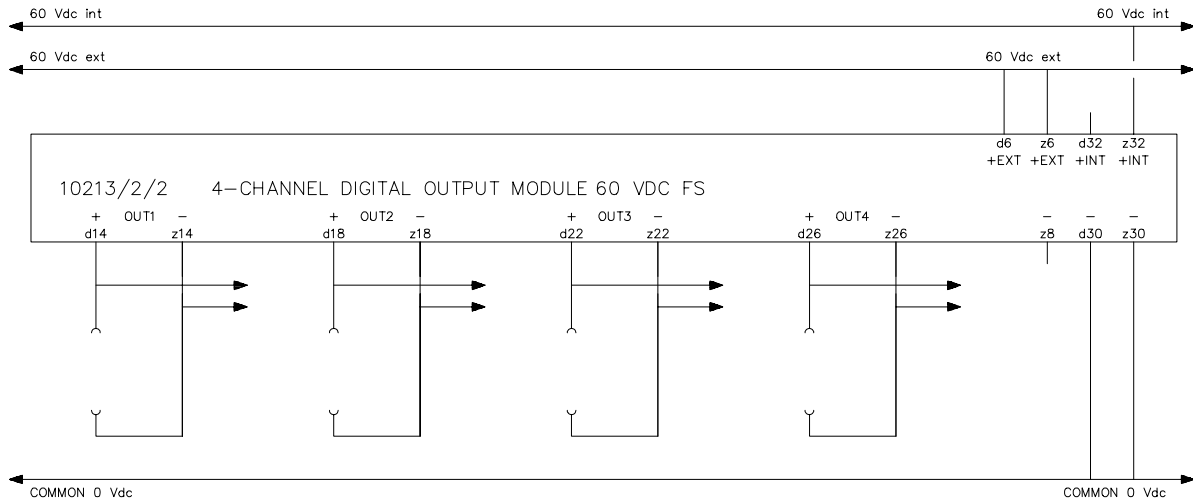 60 Vdc int 60 Vdc int
60 Vdc ext 60 Vdc ext
d6 z6 d32 z32
+EXT +EXT +INT +INT
10213/2/2 4-CHANNEL DIGITAL OUTPUT MODULE 60 VDC FS
+ OUT1 - + OUT2 - + OUT3 - + OUT4 - - - -
d14 z14 d18 z18 d22 z22 d26 z26 z8 d30 z30
COMMON 0 Vdc COMMON 0 Vdc